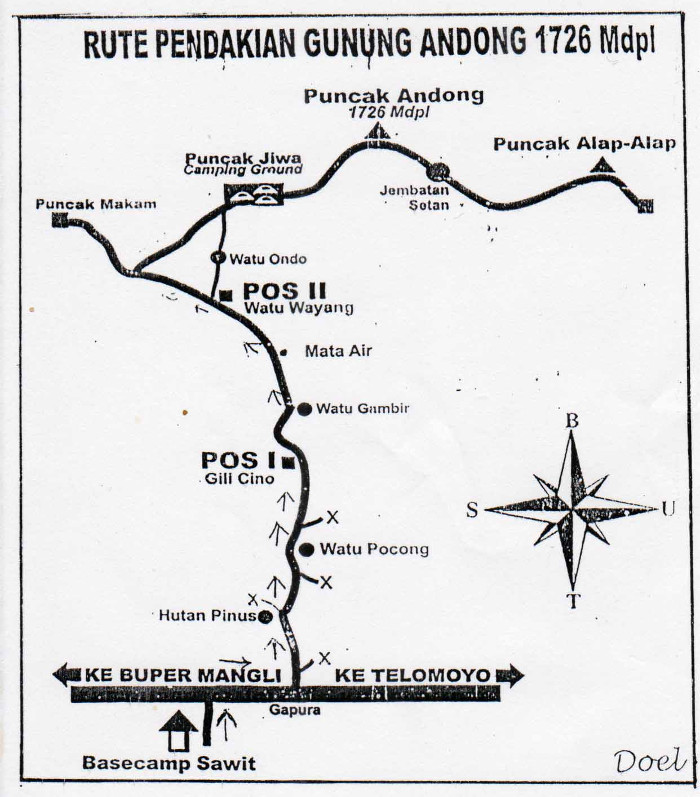 RUTE PENDAKIAN GUNUNG ANDONG 1726 Mdpl
Puncak Andong
1726 Mdpl
Puncak Alap-Alap
Puncak Jiwa
Camping Ground
Jembatan
Setan
Puncak Makam
Watu Ondo
POS II
Watu Wayang
Mata Air
Watu Gambir
B
POS I
Gili Cino
S
U
X
Watu Pocong
X
T
X
Hutan Pinus
X
KE BUPER MANGLI
KE TELOMOYO
Gapura
Basecamp Sawit
Doel